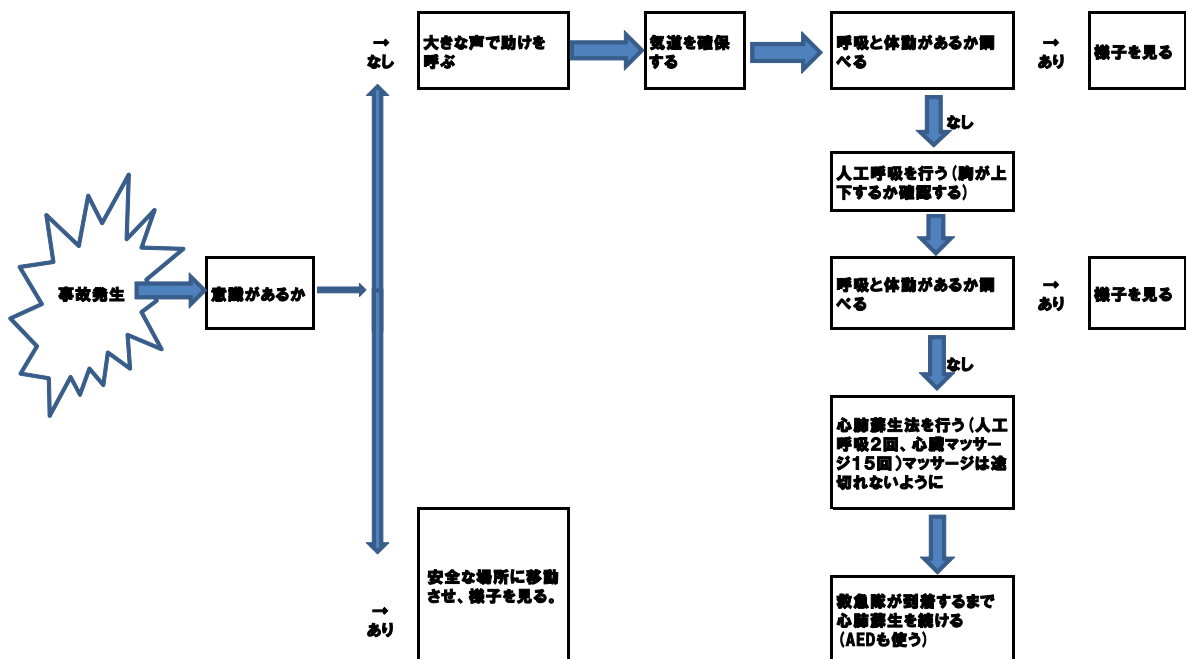 →
なし
大きな声で助けを
呼ぶ
気道を確保
する
呼吸と体動があるか調
べる
→
あり
様子を見る
なし
人工呼吸を行う(胸が上
下するか確認する)
事故発生
意識があるか
呼吸と体動があるか調
べる
→
あり
様子を見る
なし
心肺蘇生法を行う(人工
呼吸2回、心臓マッサー
ジ15回)マッサージは途
切れないように
→
あり
安全な場所に移動
させ、様子を見る。
救急隊が到着するまで
心肺蘇生を続ける
(AEDも使う)